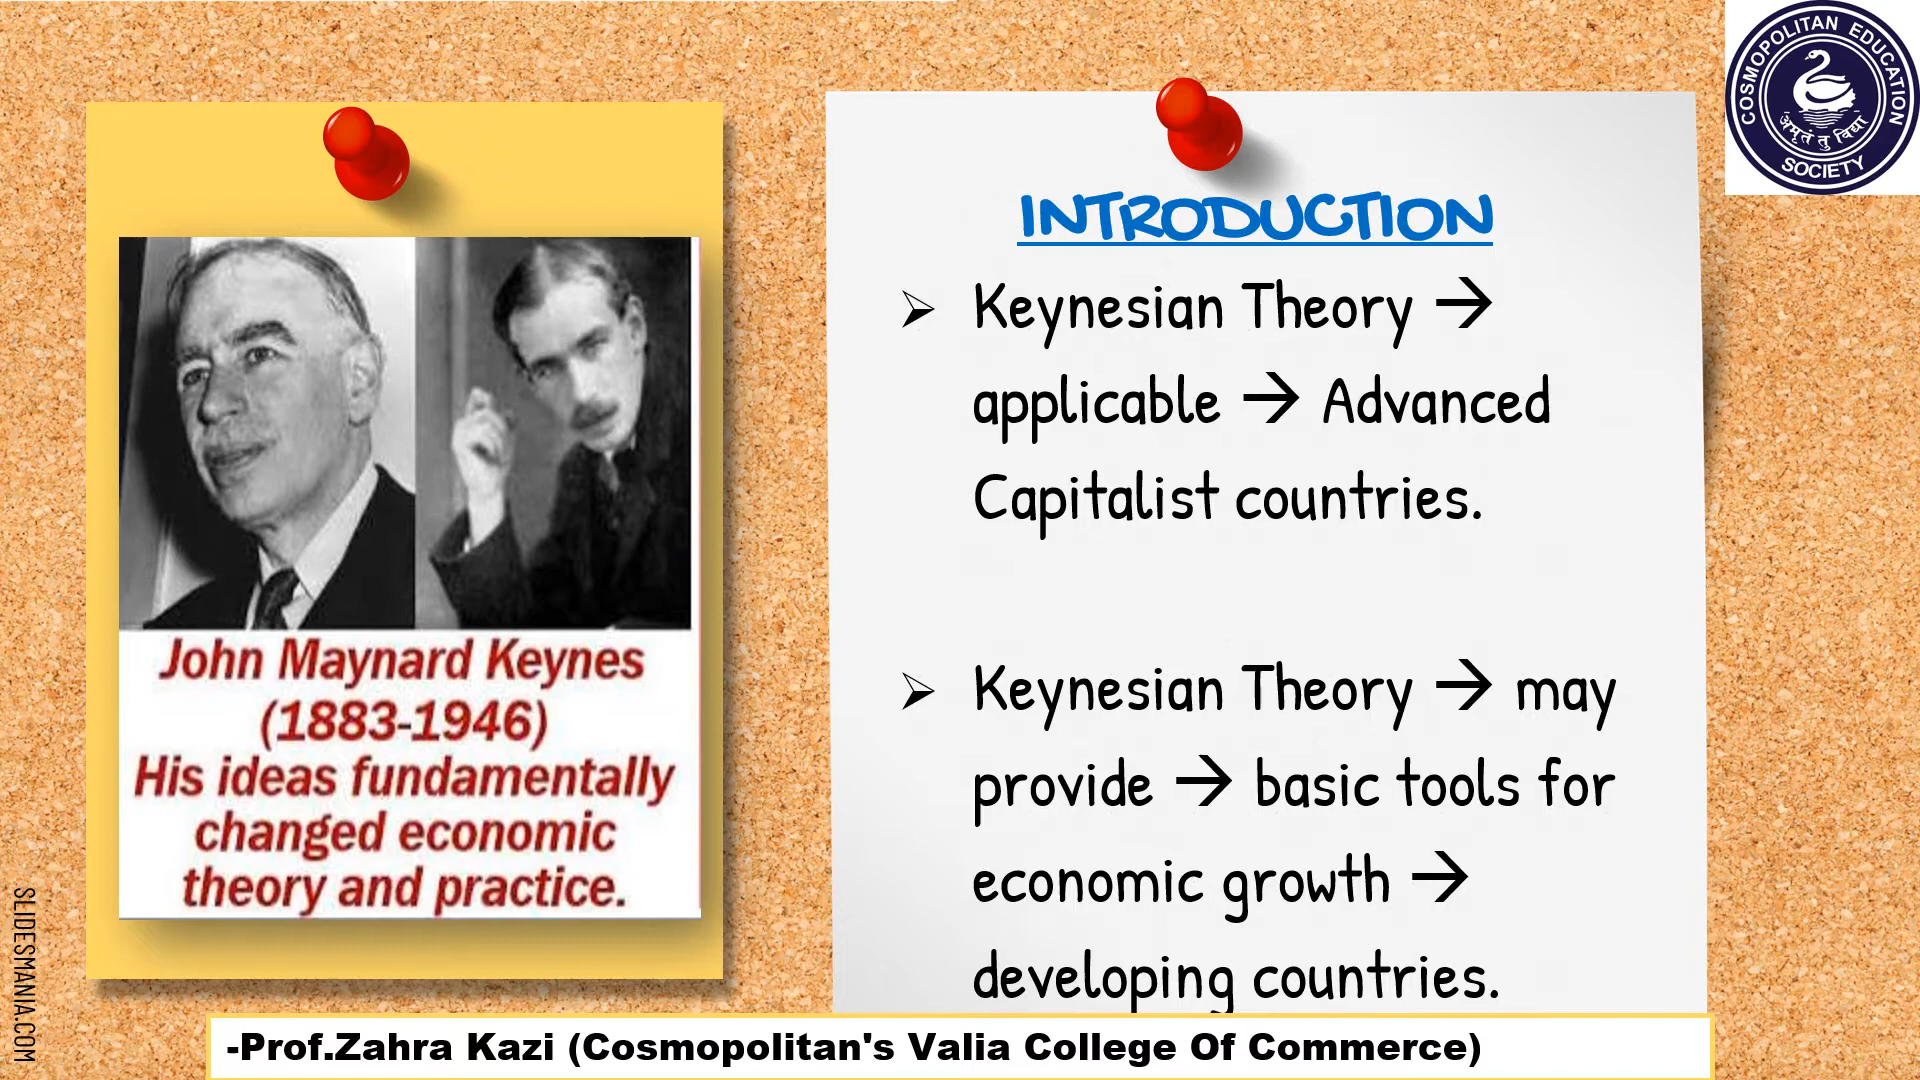 COSMOPOLITAN EDUCATION
SOCIETY
अमृतं तु विद्या
John Maynard Keynes
(1883-1946)
His ideas fundamentally
changed economic
theory and practice.
INTRODUCTION
➢ Keynesian Theory →
applicable → Advanced
Capitalist countries.
➢ Keynesian Theory → may
provide → basic tools for
economic growth →
developing countries.
SLIDESMANIA.COM
-Prof.Zahra Kazi (Cosmopolitan's Valia College Of Commerce)